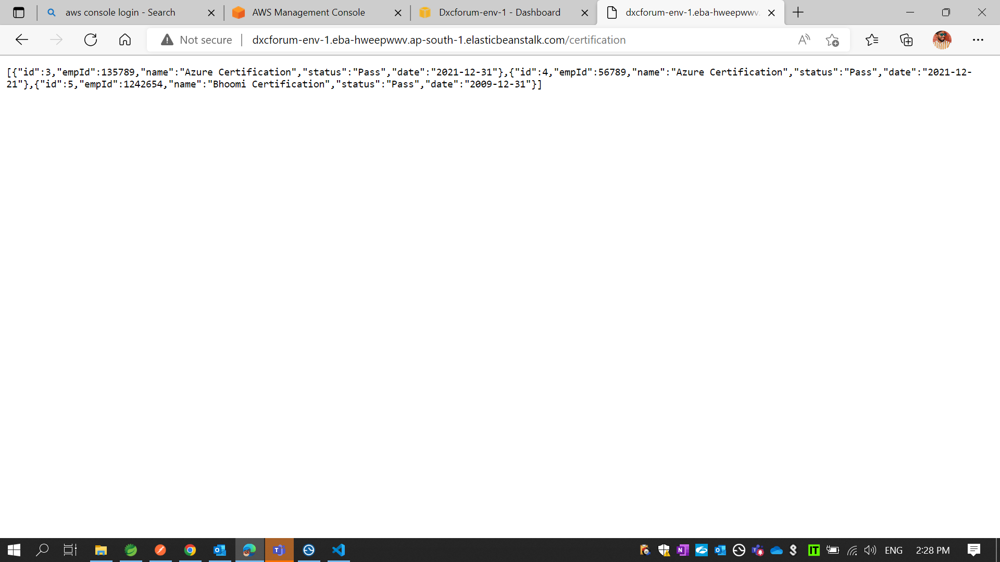 aws console login - Search
AWS Management Console
Dxcforum-env-1 - Dashboard
dxcforum-env-1.eba-hweepwwv.
Not secure
dxcforum-env-1.eba-hweepwwv.ap-south-1.elasticbeanstalk.com/certification
[{"id":3,"empId":135789,"name":"Azure Certification","status":"Pass","date":"2021-12-31"},{"id":4,"empId":56789,"name":"Azure Certification","status":"Pass","date":"2021-12-
21"},{"id":5,"empId":1242654,"name":"Bhoomi Certification","status":"Pass","date":"2009-12-31"}]
ENG
2:28 PM